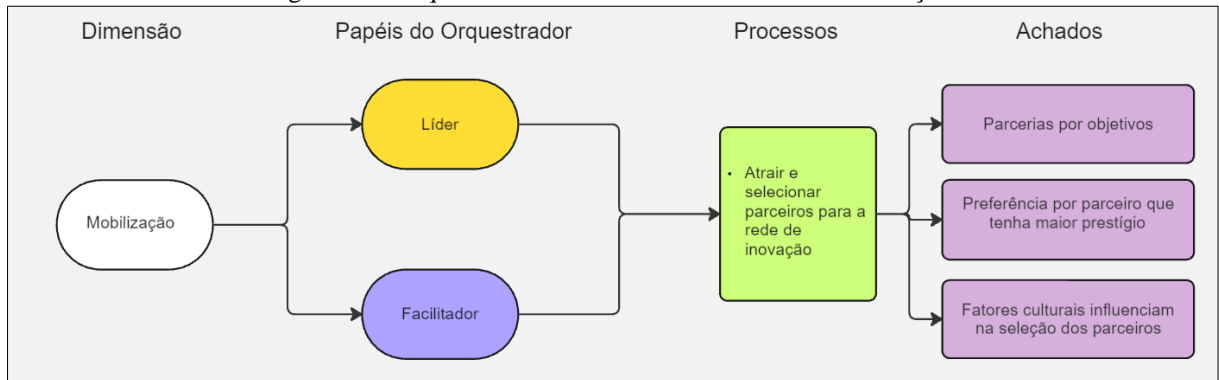 Dimensão
Papéis do Orquestrador
Processos
Achados
Mobilização
Líder
Facilitador
• Atrair e
selecionar
parceiros para a
rede de
inovação
Parcerias por objetivos
Preferência por parceiro que
tenha maior prestígio
Fatores culturais influenciam
na seleção dos parceiros